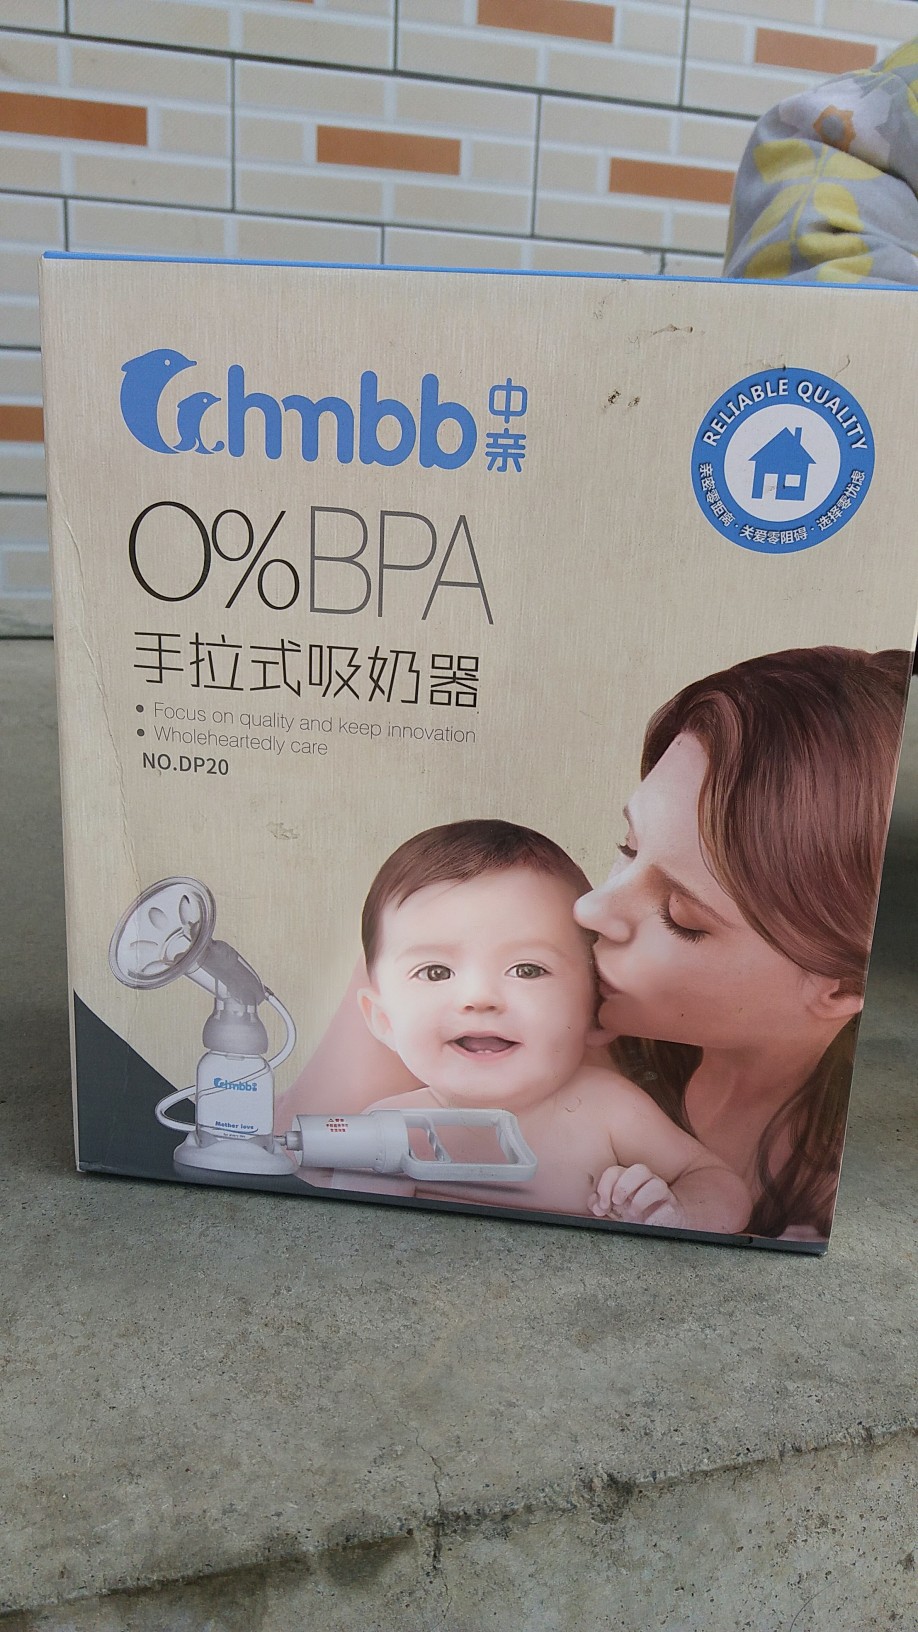 chmbb 中亲
RELIABLE QUALITY
亲密零距离·关爱零阻碍·选择零忧虑
0%BPA
手拉式吸奶器
• Focus on quality and keep innovation
• Wholeheartedly care
NO.DP20
chmbb
Mother love